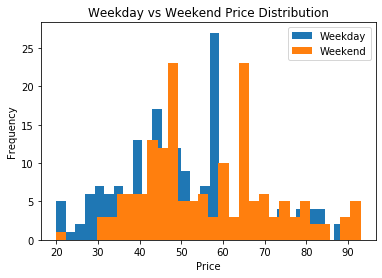 Weekday vs Weekend Price Distribution
Weekday
Weekend
Frequency
25
20
15
10
5
0
20 30 40 50 60 70 80 90
Price